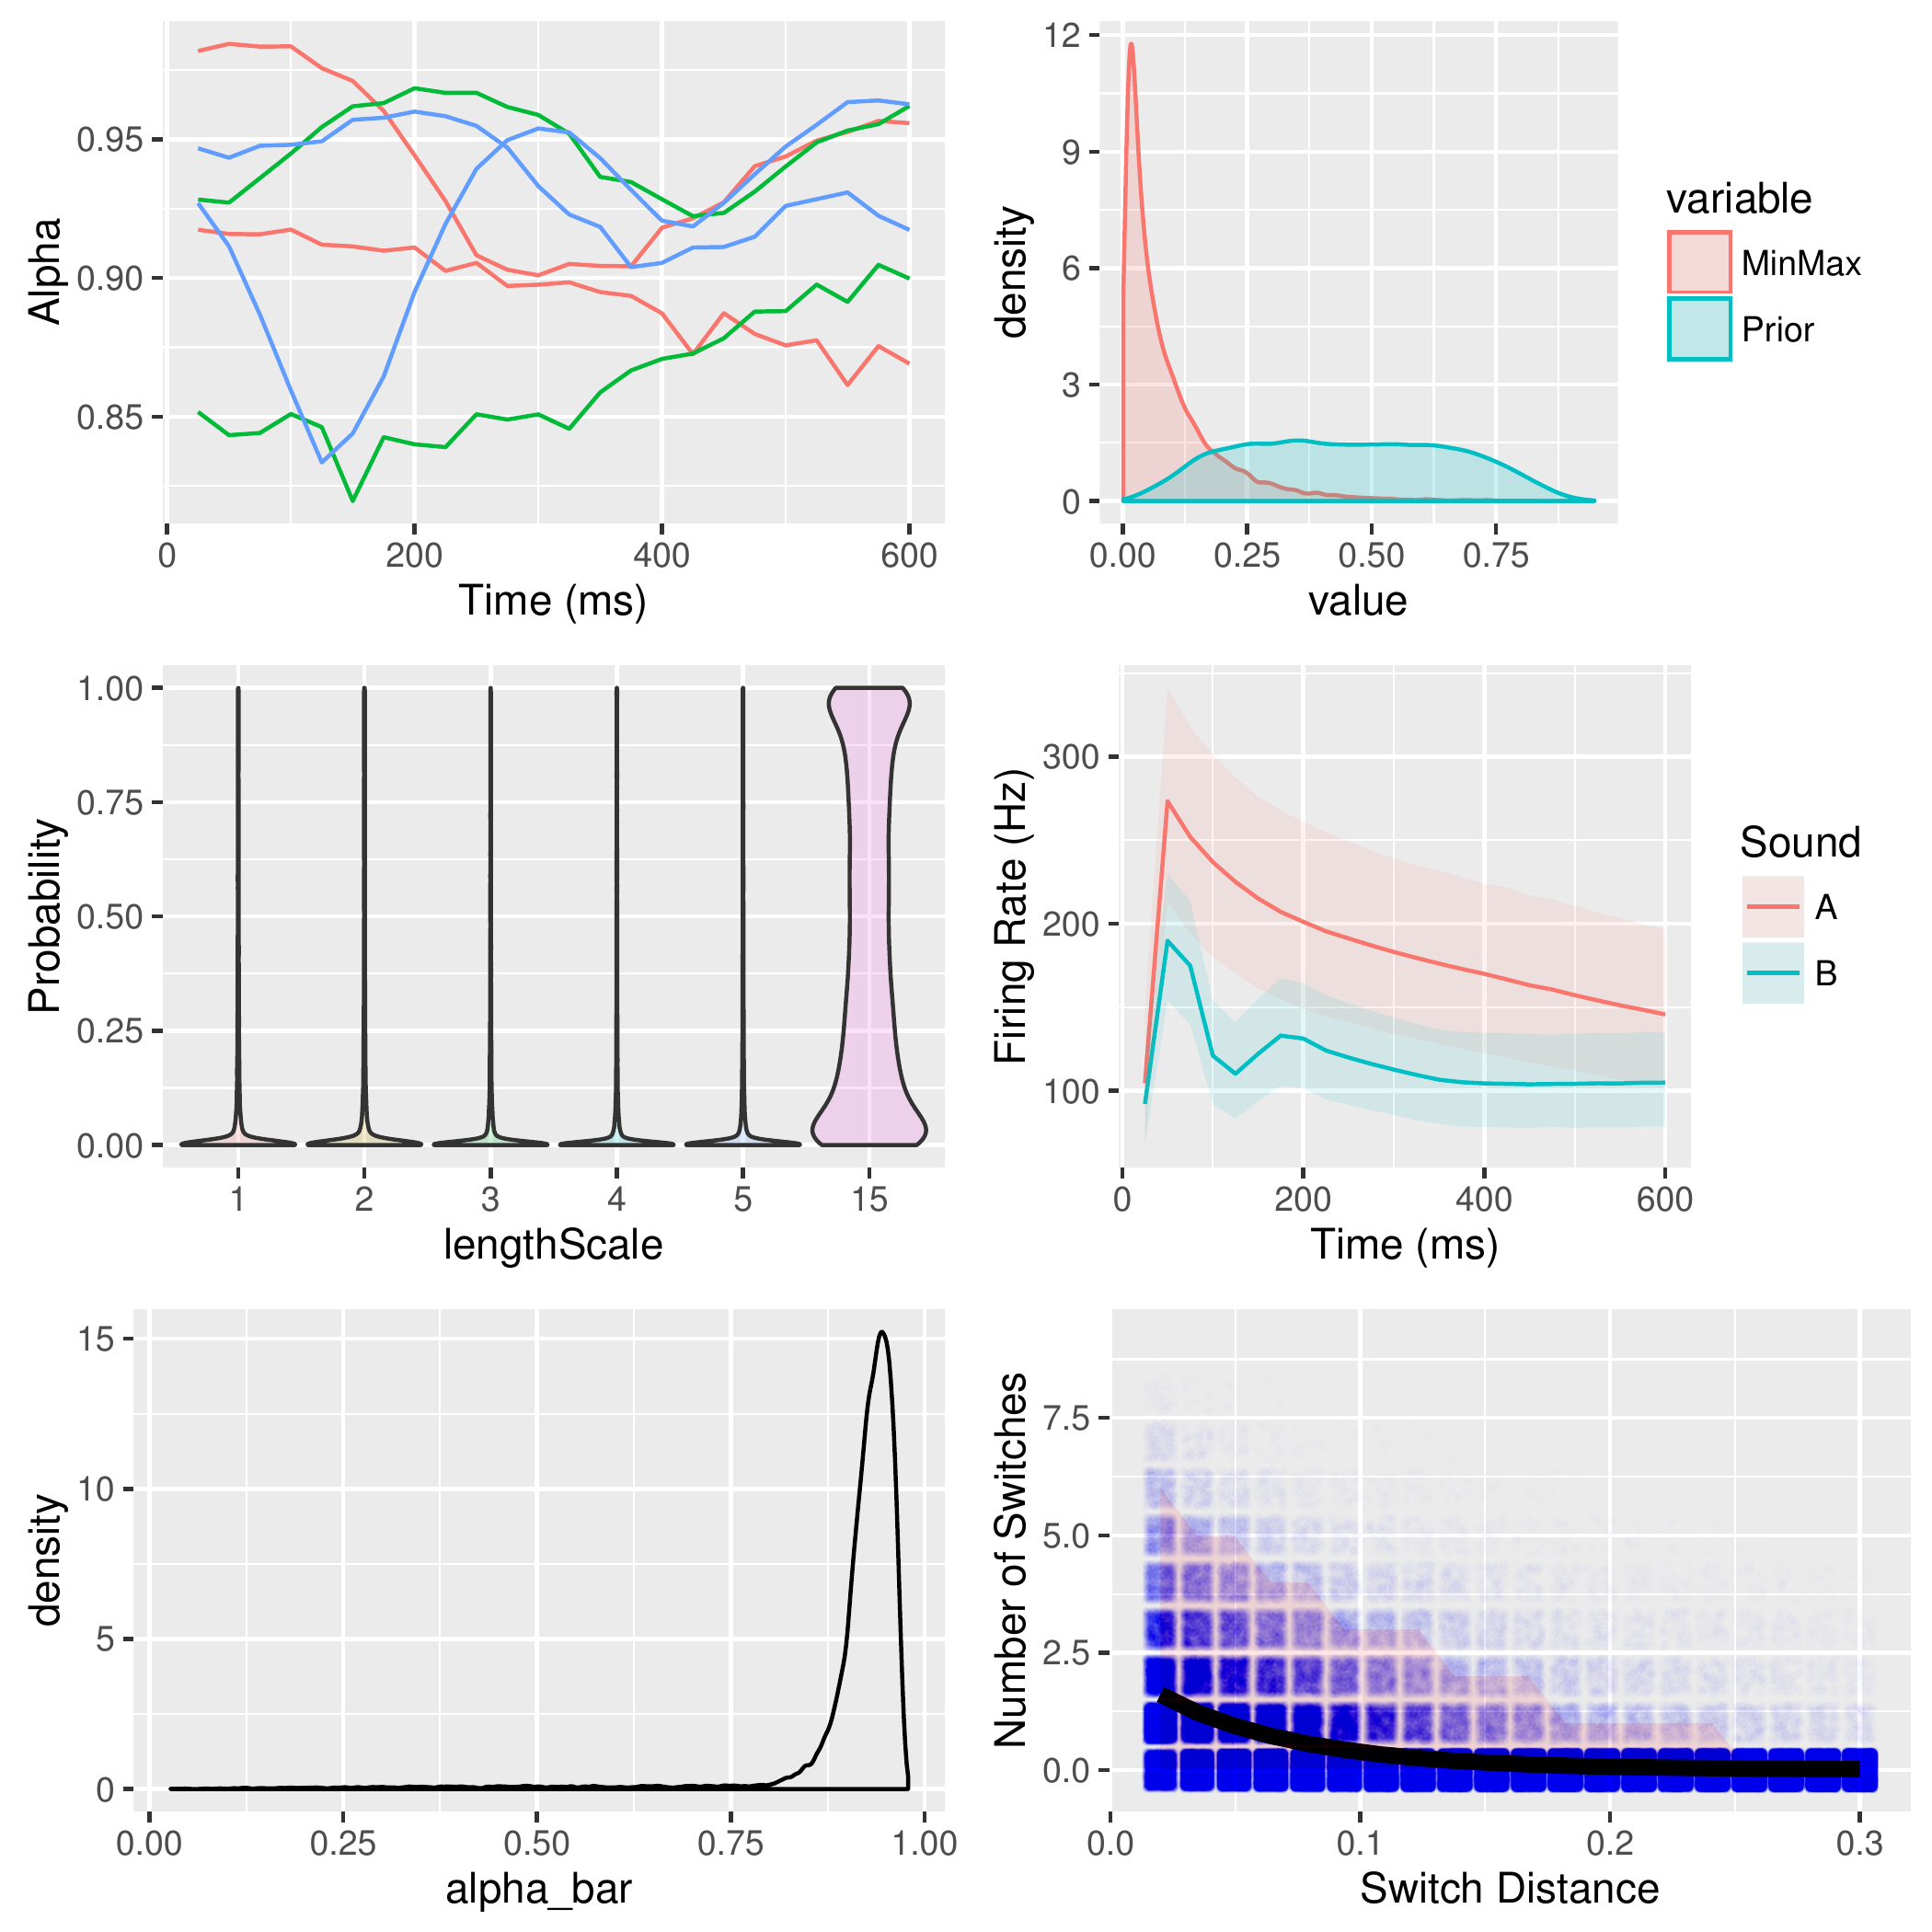 0.95
0.90
0.85
Alpha
0 200 400 600
Time (ms)
12
9
6
3
0
density
0.00 0.25 0.50 0.75
value
variable
MinMax
Prior
1.00
0.75
0.50
0.25
0.00
Probability
1 2 3 4 5 15
lengthScale
300
200
100
Firing Rate (Hz)
0 200 400 600
Time (ms)
Sound
A
B
15
10
5
0
density
0.00 0.25 0.50 0.75 1.00
alpha_bar
7.5
5.0
2.5
0.0
Number of Switches
0.0 0.1 0.2 0.3
Switch Distance